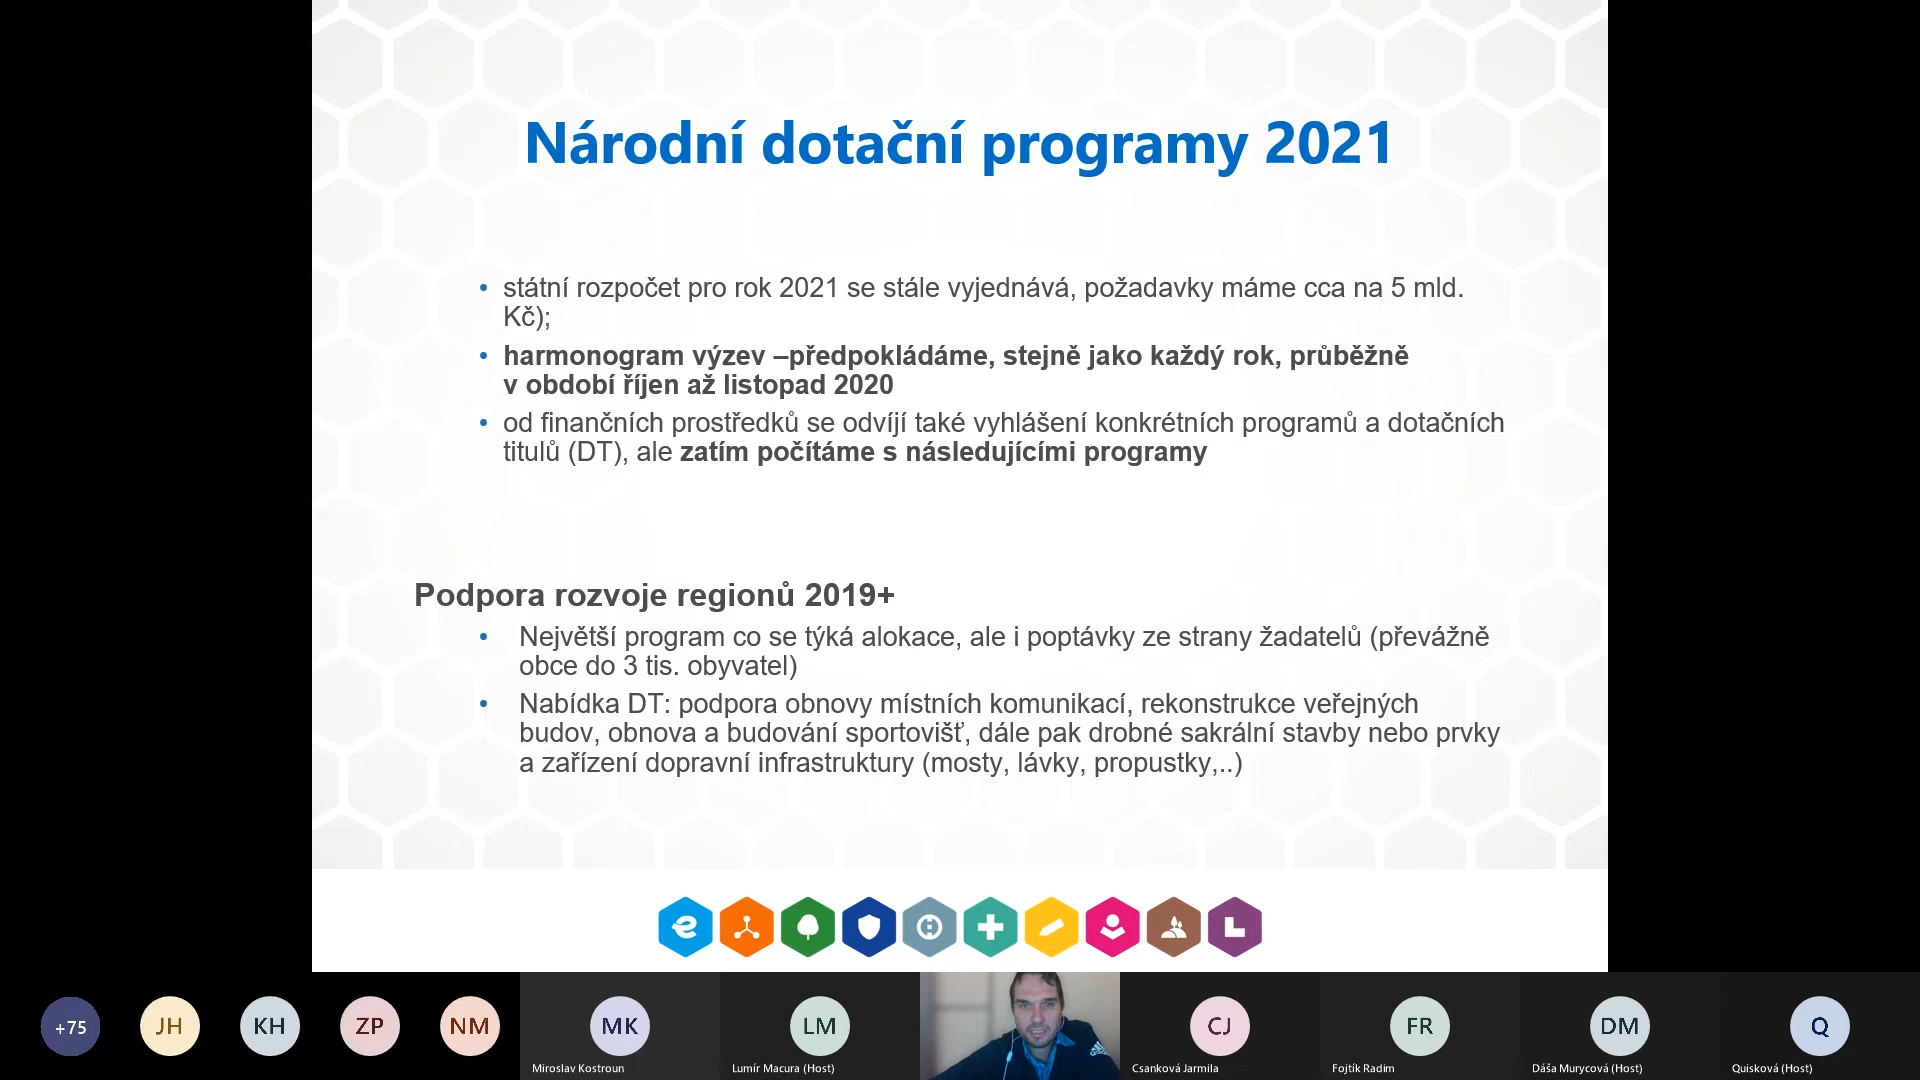 Národní dotační programy 2021
• státní rozpočet pro rok 2021 se stále vyjednává, požadavky máme cca na 5 mld.
Kč);
• harmonogram výzev –předpokládáme, stejně jako každý rok, průběžně
v období říjen až listopad 2020
• od finančních prostředků se odvíjí také vyhlášení konkrétních programů a dotačních
titulů (DT), ale zatím počítáme s následujícími programy
Podpora rozvoje regionů 2019+
• Největší program co se týká alokace, ale i poptávky ze strany žadatelů (převážně
obce do 3 tis. obyvatel)
• Nabídka DT: podpora obnovy místních komunikací, rekonstrukce veřejných
budov, obnova a budování sportovišť, dále pak drobné sakrální stavby nebo prvky
a zařízení dopravní infrastruktury (mosty, lávky, propustky,..)
+75
JH
KH
ZP
NM
MK
LM
CJ
FR
DM
Q
Miroslav Kostroun
Lumír Macura (Host)
Csanková Jarmila
Fojtík Radim
Dáša Murycová (Host)
Quisková (Host)